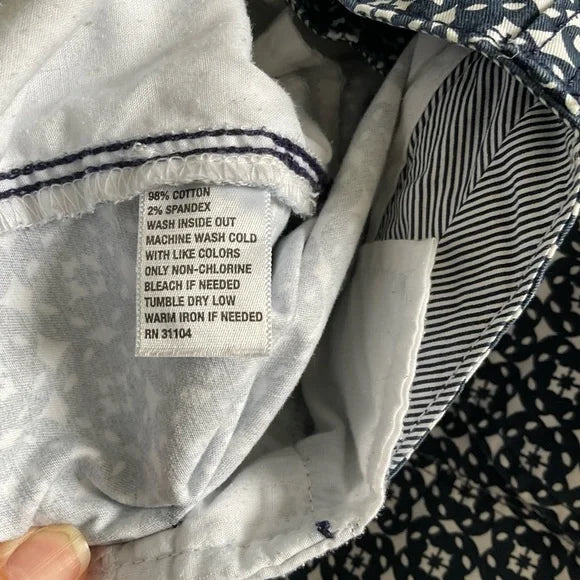 98% COTTON
2% SPANDEX
WASH INSIDE OUT
MACHINE WASH COLD
WITH LIKE COLORS
ONLY NON-CHLORINE
BLEACH IF NEEDED
TUMBLE DRY LOW
WARM IRON IF NEEDED
RN 31104